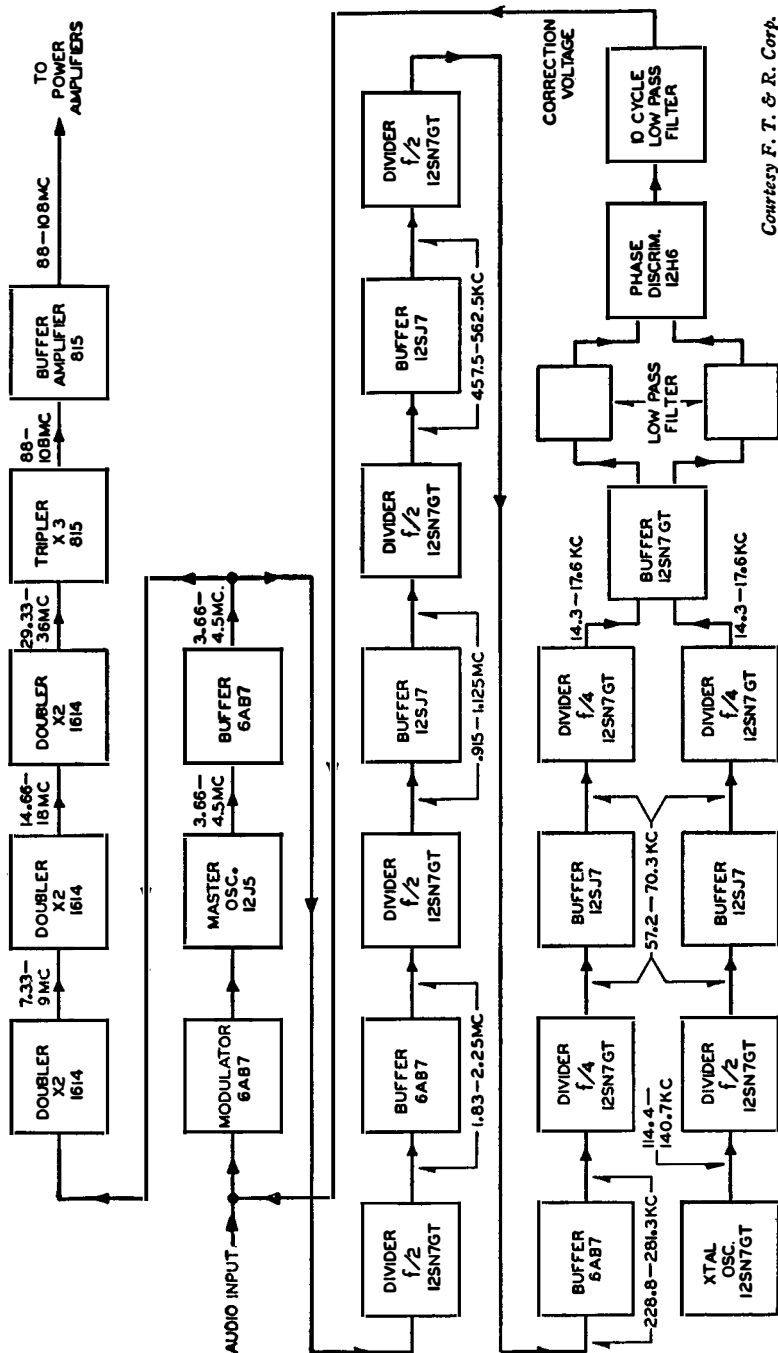 DOUBLER
X2
1614
7.33–
9MC
DOUBLER
X2
1614
14.66–
18MC
DOUBLER
X2
1614
29.33–
36MC
TRIPLER
X 3
815
88–
108MC
BUFFER
AMPLIFIER
815
88–108MC
TO
POWER
AMPLIFIERS
AUDIO INPUT
MODULATOR
6AB7
MASTER
OSC.
12J5
3.66–
4.5MC
BUFFER
6AB7
3.66–
4.5MC.
DIVIDER
f/2
12SN7GT
1.83–2.25MC
BUFFER
6AB7
DIVIDER
f/2
12SN7GT
.915–1.125MC
BUFFER
12SJ7
DIVIDER
f/2
12SN7GT
457.5–562.5KC
BUFFER
12SJ7
DIVIDER
f/2
12SN7GT
CORRECTION
VOLTAGE
BUFFER
6AB7
228.8–281.3KC
DIVIDER
f/4
12SN7GT
BUFFER
12SJ7
57.2–70.3KC
DIVIDER
f/4
12SN7GT
14.3–17.6KC
XTAL
OSC.
12SN7GT
114.4–
140.7KC
DIVIDER
f/2
12SN7GT
BUFFER
12SJ7
DIVIDER
f/4
12SN7GT
14.3–17.6KC
BUFFER
12SN7GT
LOW PASS
FILTER
PHASE
DISCRIM.
12H6
10 CYCLE
LOW PASS
FILTER
Courtesy F. T. & R. Corp.